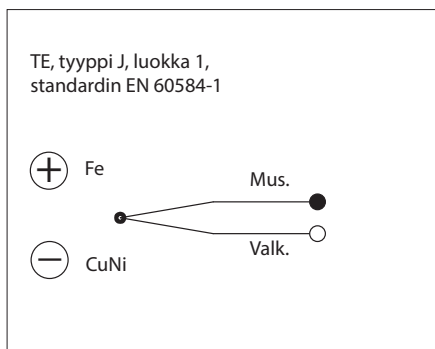 TE, tyyppi J, luokka 1,
standardin EN 60584-1
+ Fe
Mus.
Valk.
− CuNi